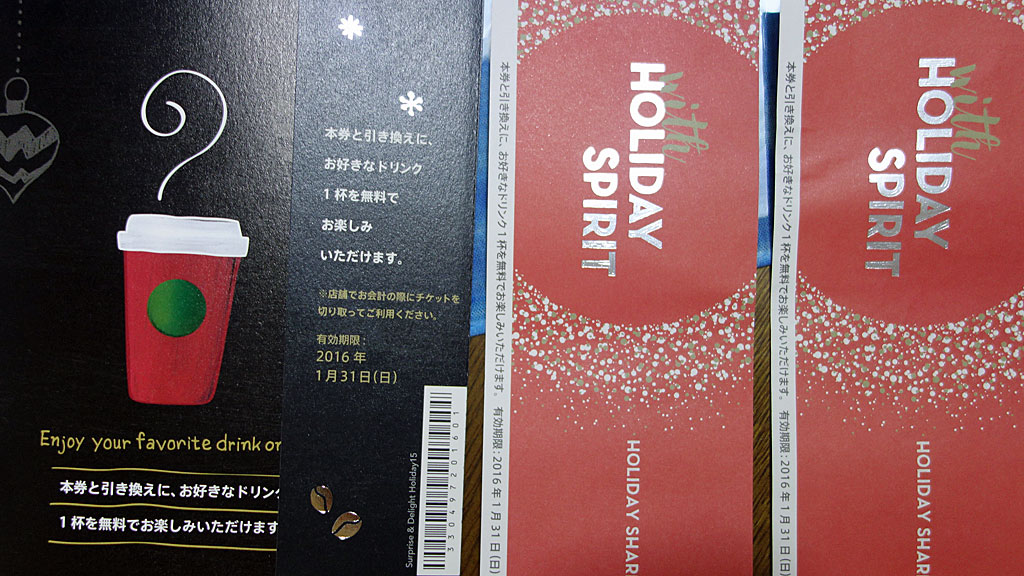 Enjoy your favorite drink on
本券と引き換えに、お好きなドリンク
1杯を無料でお楽しみいただけます
本券と引き換えに、
お好きなドリンク
1杯を無料で
お楽しみ
いただけます。
※店舗でお会計の際にチケットを
切り取ってご利用ください。
有効期限:
2016年
1月31日(日)
Surprise & Delight Holiday15
330497201601
本券と引き換えに、お好きなドリンク1杯を無料でお楽しみいただけます。 有効期限:2016年1月31日(日)
with
HOLIDAY
SPIRIT
HOLIDAY SHAR
本券と引き換えに、お好きなドリンク1杯を無料でお楽しみいただけます。 有効期限:2016年1月31日(日)
with
HOLIDAY
SPIRIT
HOLIDAY SHAR